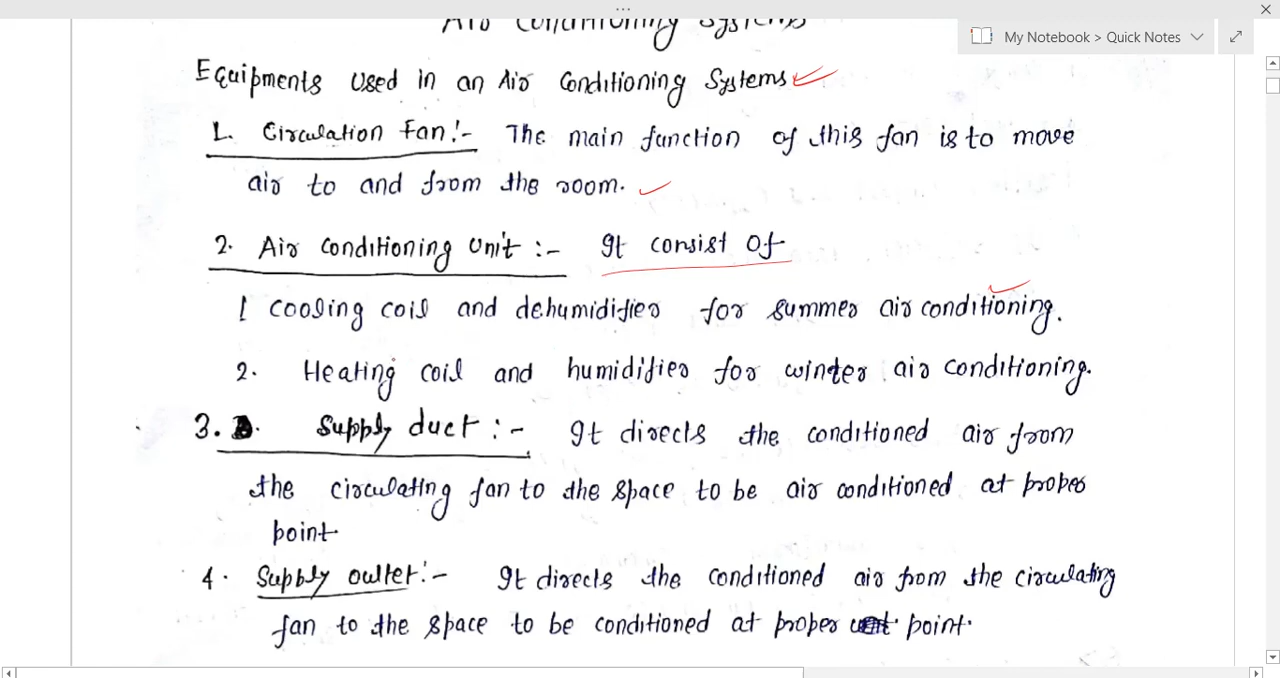 Air Conditioning Systems
My Notebook > Quick Notes
Equipments Used in an Air Conditioning Systems
1. Circulation Fan:- The main function of this fan is to move
air to and from the room.
2. Air Conditioning Unit :- It consist of
1 Cooling coil and dehumidifier for summer air conditioning.
2. Heating coil and humidifier for winter air conditioning.
3. Supply duct :- It directs the conditioned air from
the circulating fan to the space to be air conditioned at proper
point
4. Supply outlet:- It directs the conditioned air from the circulating
fan to the space to be conditioned at proper point.